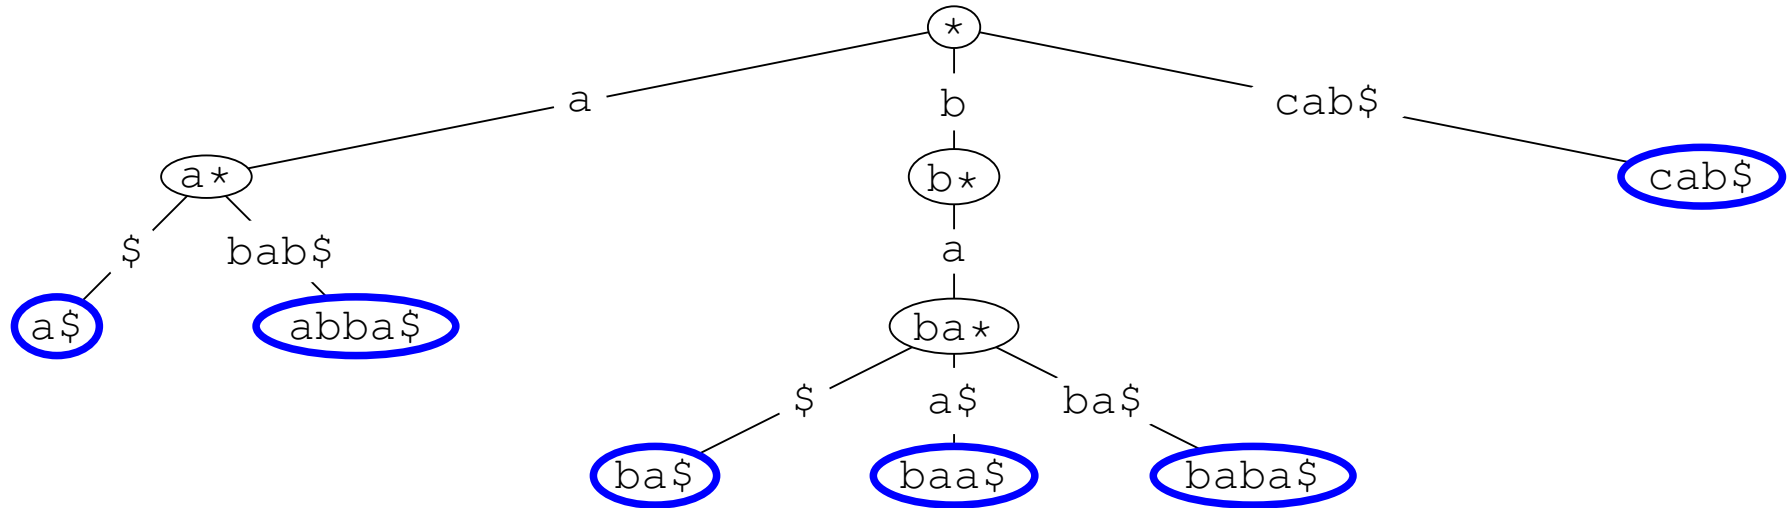 *
a b cab$
a* b* cab$
$ bab$ a
a$ abba$ ba*
$ a$ ba$
ba$ baa$ baba$